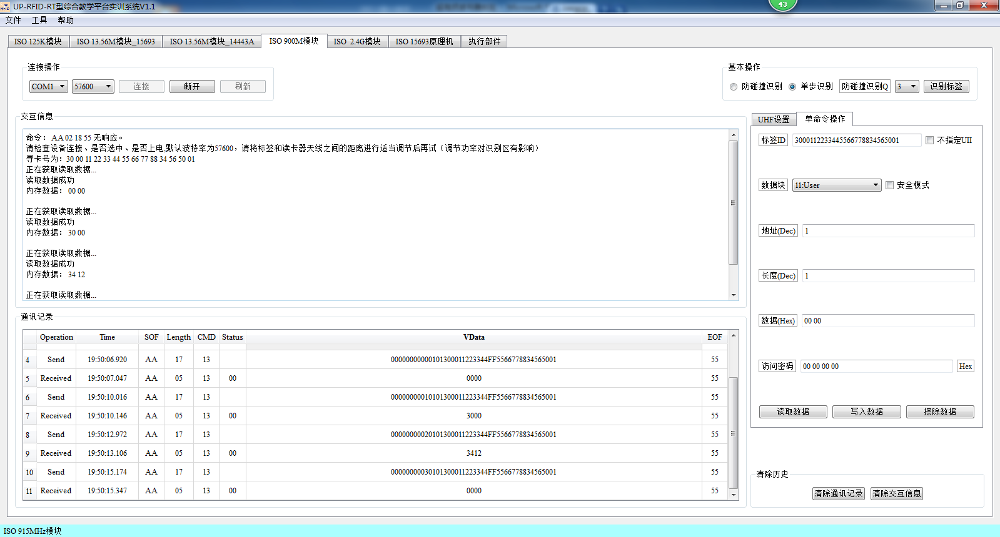 UP-RFID-RT型综合教学平台实训系统V1.1
43
文件 工具 帮助
ISO 125K模块 ISO 13.56M模块_15693 ISO 13.56M模块_14443A ISO 900M模块 ISO 2.4G模块 ISO 15693原理机 执行部件
连接操作
COM1 57600 连接 断开 刷新
基本操作
防碰撞识别 单步识别 防碰撞识别Q 3 识别标签
交互信息
命令： AA 02 18 55 无响应。
请检查设备连接、是否选中、是否上电,默认波特率为57600，请将标签和读卡器天线之间的距离进行适当调节后再试（调节功率对识别区有影响）
寻卡号为：30 00 11 22 33 44 55 66 77 88 34 56 50 01
正在获取读取数据...
读取数据成功
内存数据： 00 00
正在获取读取数据...
读取数据成功
内存数据： 30 00
正在获取读取数据...
读取数据成功
内存数据： 34 12
正在获取读取数据...
UHF设置 单命令操作
标签ID 3000112233445566778834565001 不指定UII
数据块 11:User 安全模式
地址(Dec) 1
长度(Dec) 1
数据(Hex) 00 00
访问密码 00 00 00 00 Hex
读取数据 写入数据 擦除数据
通讯记录
Operation Time SOF Length CMD Status VData EOF
4 Send 19:50:06.920 AA 17 13 00000000000101300011223344FF5566778834565001 55
5 Received 19:50:07.047 AA 05 13 00 0000 55
6 Send 19:50:10.016 AA 17 13 00000000010101300011223344FF5566778834565001 55
7 Received 19:50:10.146 AA 05 13 00 3000 55
8 Send 19:50:12.972 AA 17 13 00000000020101300011223344FF5566778834565001 55
9 Received 19:50:13.106 AA 05 13 00 3412 55
10 Send 19:50:15.174 AA 17 13 00000000030101300011223344FF5566778834565001 55
11 Received 19:50:15.347 AA 05 13 00 0000 55
清除历史
清除通讯记录 清除交互信息
ISO 915MHz模块